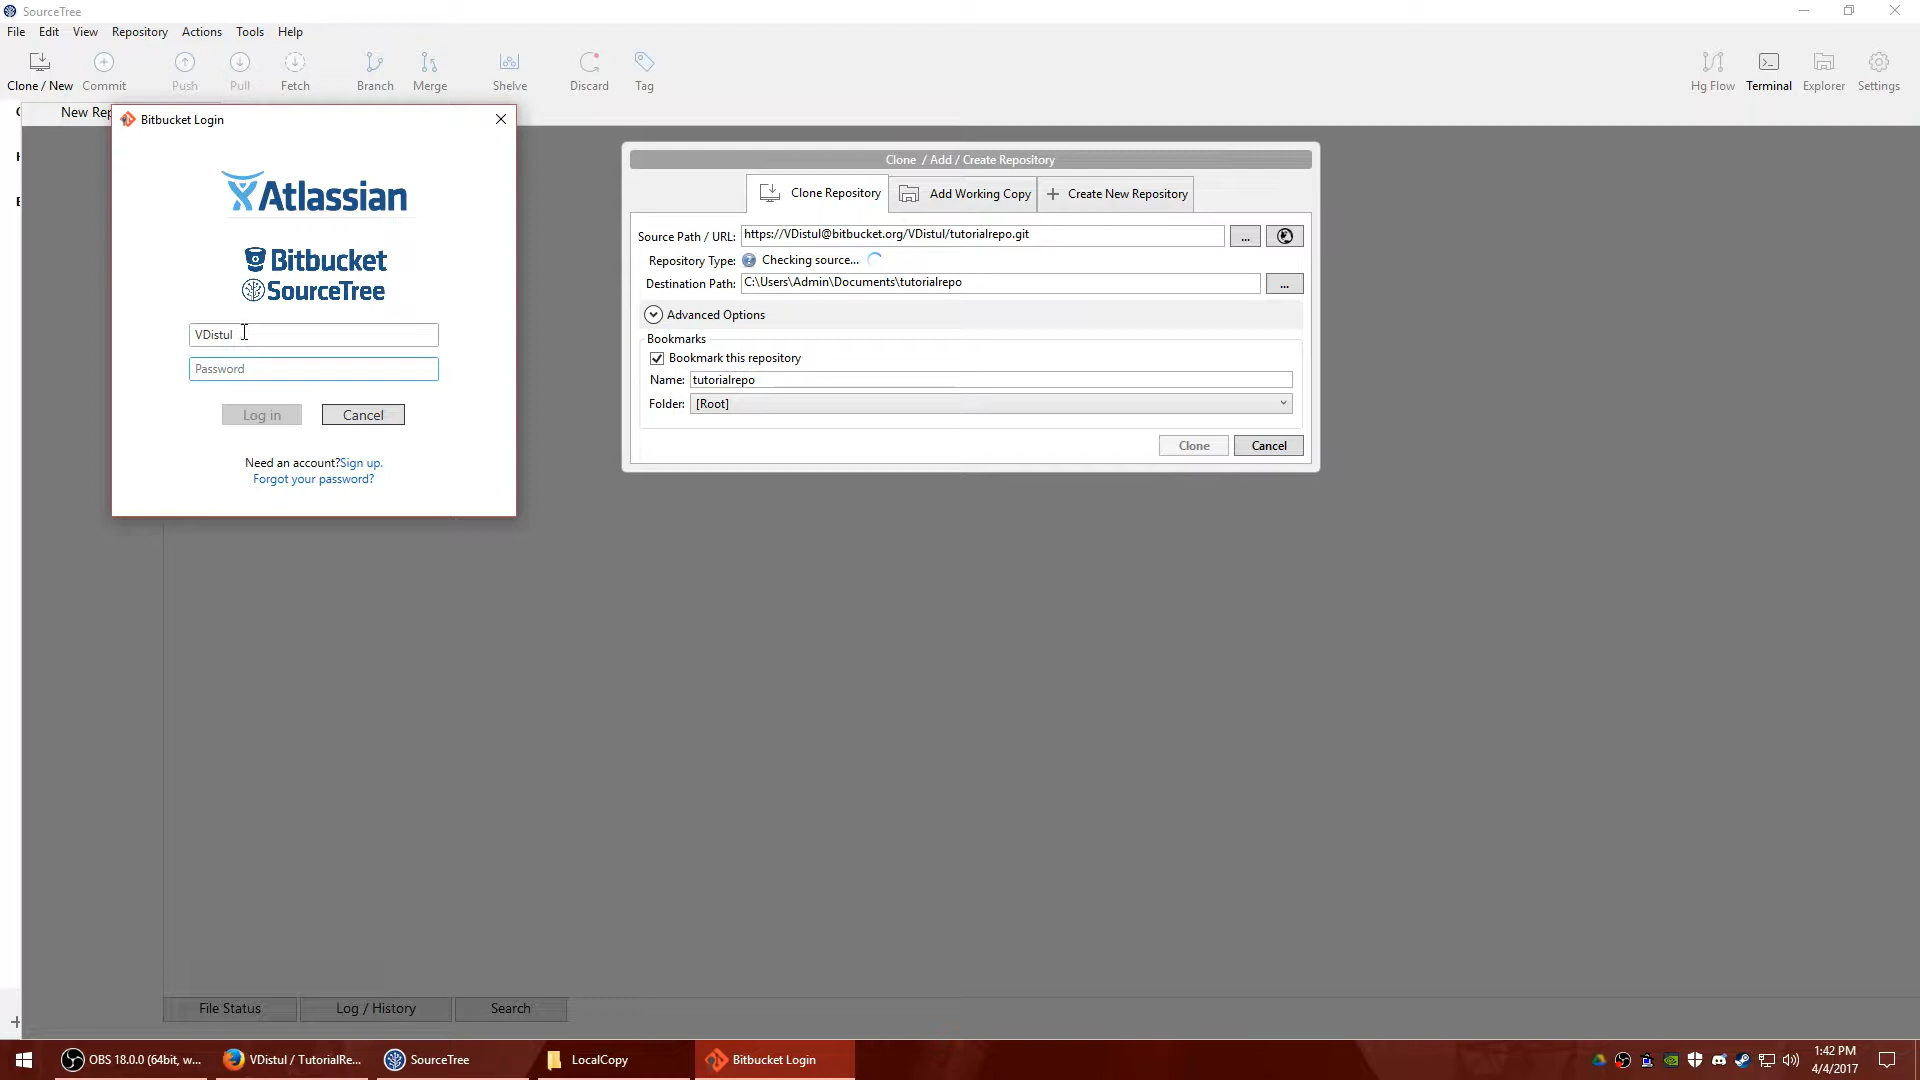 SourceTree
File Edit View Repository Actions Tools Help
Clone / New Commit Push Pull Fetch Branch Merge Shelve Discard Tag Hg Flow Terminal Explorer Settings
New Rep
Bitbucket Login
Atlassian
Bitbucket
SourceTree
VDistul
Password
Log in Cancel
Need an account?Sign up.
Forgot your password?
Clone / Add / Create Repository
Clone Repository Add Working Copy Create New Repository
Source Path / URL: https://VDistul@bitbucket.org/VDistul/tutorialrepo.git ...
Repository Type: Checking source...
Destination Path: C:\Users\Admin\Documents\tutorialrepo ...
Advanced Options
Bookmarks
Bookmark this repository
Name: tutorialrepo
Folder: [Root]
Clone Cancel
File Status Log / History Search
OBS 18.0.0 (64bit, w... VDistul / TutorialRe... SourceTree LocalCopy Bitbucket Login
1:42 PM
4/4/2017